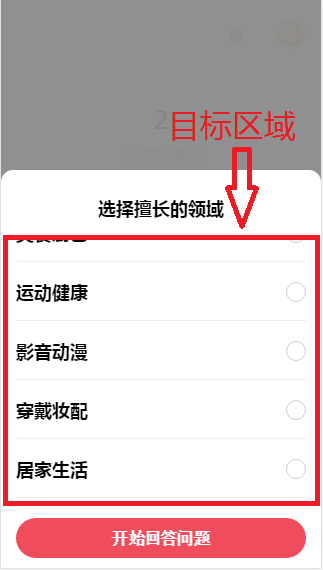 2
目标区域
选择擅长的领域
运动健康
影音动漫
穿戴妆配
居家生活
开始回答问题